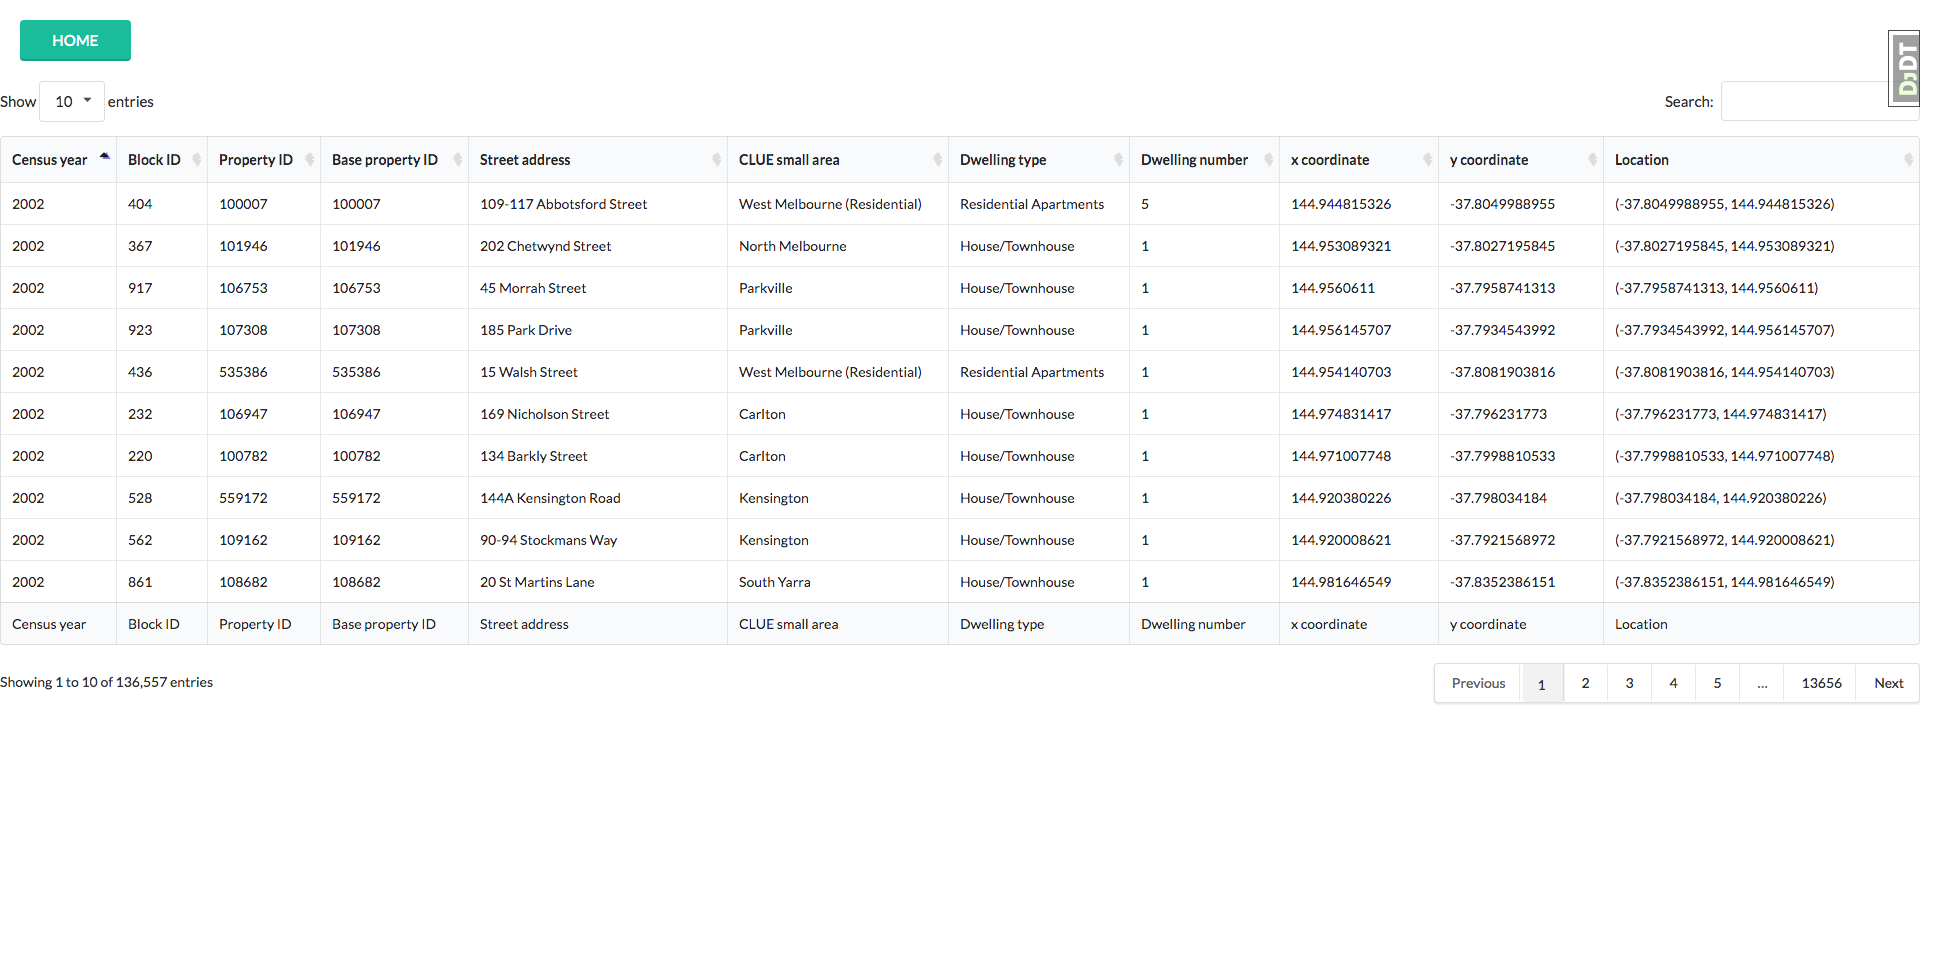 HOME
DJDT
Show 10 entries Search:
Census year Block ID Property ID Base property ID Street address CLUE small area Dwelling type Dwelling number x coordinate y coordinate Location
2002 404 100007 100007 109-117 Abbotsford Street West Melbourne (Residential) Residential Apartments 5 144.944815326 -37.8049988955 (-37.8049988955, 144.944815326)
2002 367 101946 101946 202 Chetwynd Street North Melbourne House/Townhouse 1 144.953089321 -37.8027195845 (-37.8027195845, 144.953089321)
2002 917 106753 106753 45 Morrah Street Parkville House/Townhouse 1 144.9560611 -37.7958741313 (-37.7958741313, 144.9560611)
2002 923 107308 107308 185 Park Drive Parkville House/Townhouse 1 144.956145707 -37.7934543992 (-37.7934543992, 144.956145707)
2002 436 535386 535386 15 Walsh Street West Melbourne (Residential) Residential Apartments 1 144.954140703 -37.8081903816 (-37.8081903816, 144.954140703)
2002 232 106947 106947 169 Nicholson Street Carlton House/Townhouse 1 144.974831417 -37.796231773 (-37.796231773, 144.974831417)
2002 220 100782 100782 134 Barkly Street Carlton House/Townhouse 1 144.971007748 -37.7998810533 (-37.7998810533, 144.971007748)
2002 528 559172 559172 144A Kensington Road Kensington House/Townhouse 1 144.920380226 -37.798034184 (-37.798034184, 144.920380226)
2002 562 109162 109162 90-94 Stockmans Way Kensington House/Townhouse 1 144.920008621 -37.7921568972 (-37.7921568972, 144.920008621)
2002 861 108682 108682 20 St Martins Lane South Yarra House/Townhouse 1 144.981646549 -37.8352386151 (-37.8352386151, 144.981646549)
Census year Block ID Property ID Base property ID Street address CLUE small area Dwelling type Dwelling number x coordinate y coordinate Location
Showing 1 to 10 of 136,557 entries Previous 1 2 3 4 5 ... 13656 Next